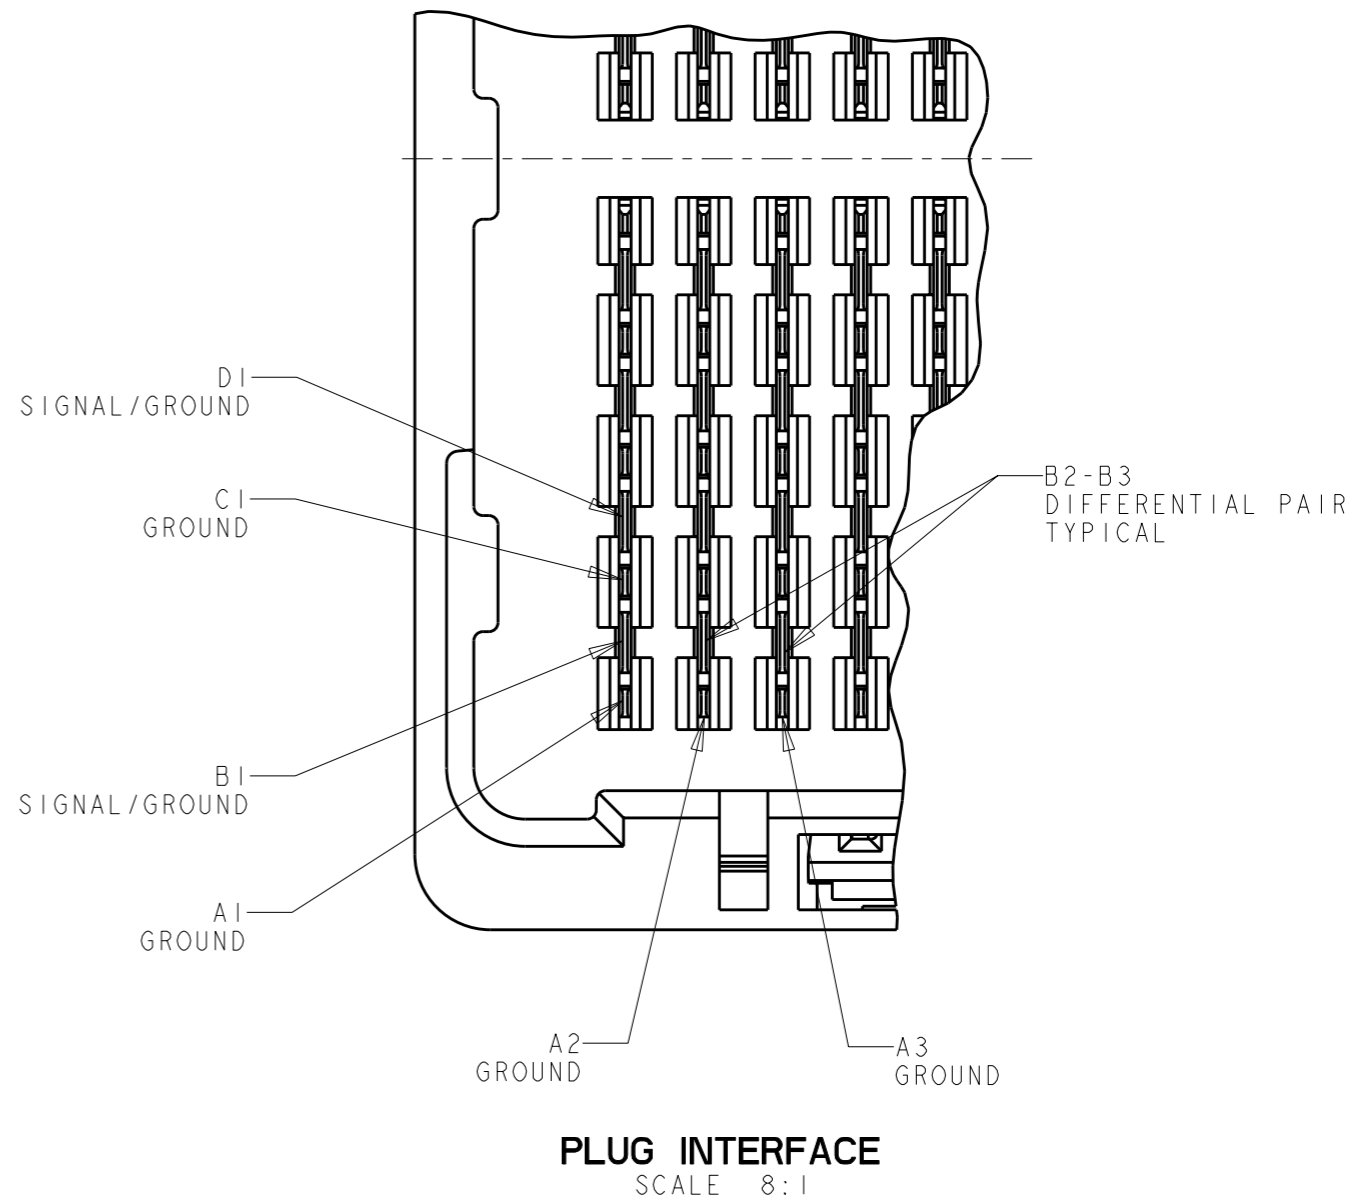 D1
SIGNAL/GROUND
C1
GROUND
B2-B3
DIFFERENTIAL PAIR
TYPICAL
B1
SIGNAL/GROUND
A1
GROUND
A2
GROUND
A3
GROUND
PLUG INTERFACE
SCALE 8:1